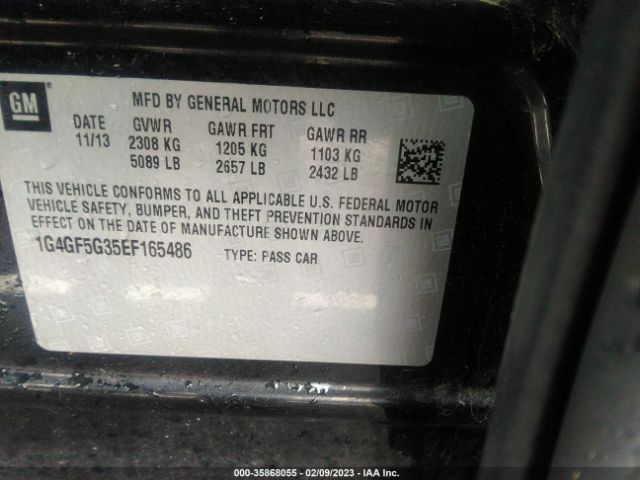 GM
MFD BY GENERAL MOTORS LLC
DATE GVWR GAWR FRT GAWR RR
11/13 2308 KG 1205 KG 1103 KG
5089 LB 2657 LB 2432 LB
THIS VEHICLE CONFORMS TO ALL APPLICABLE U.S. FEDERAL MOTOR
VEHICLE SAFETY, BUMPER, AND THEFT PREVENTION STANDARDS IN
EFFECT ON THE DATE OF MANUFACTURE SHOWN ABOVE.
1G4GF5G35EF165486 TYPE: PASS CAR
000-35868055 / 02/09/2023 — IAA Inc.